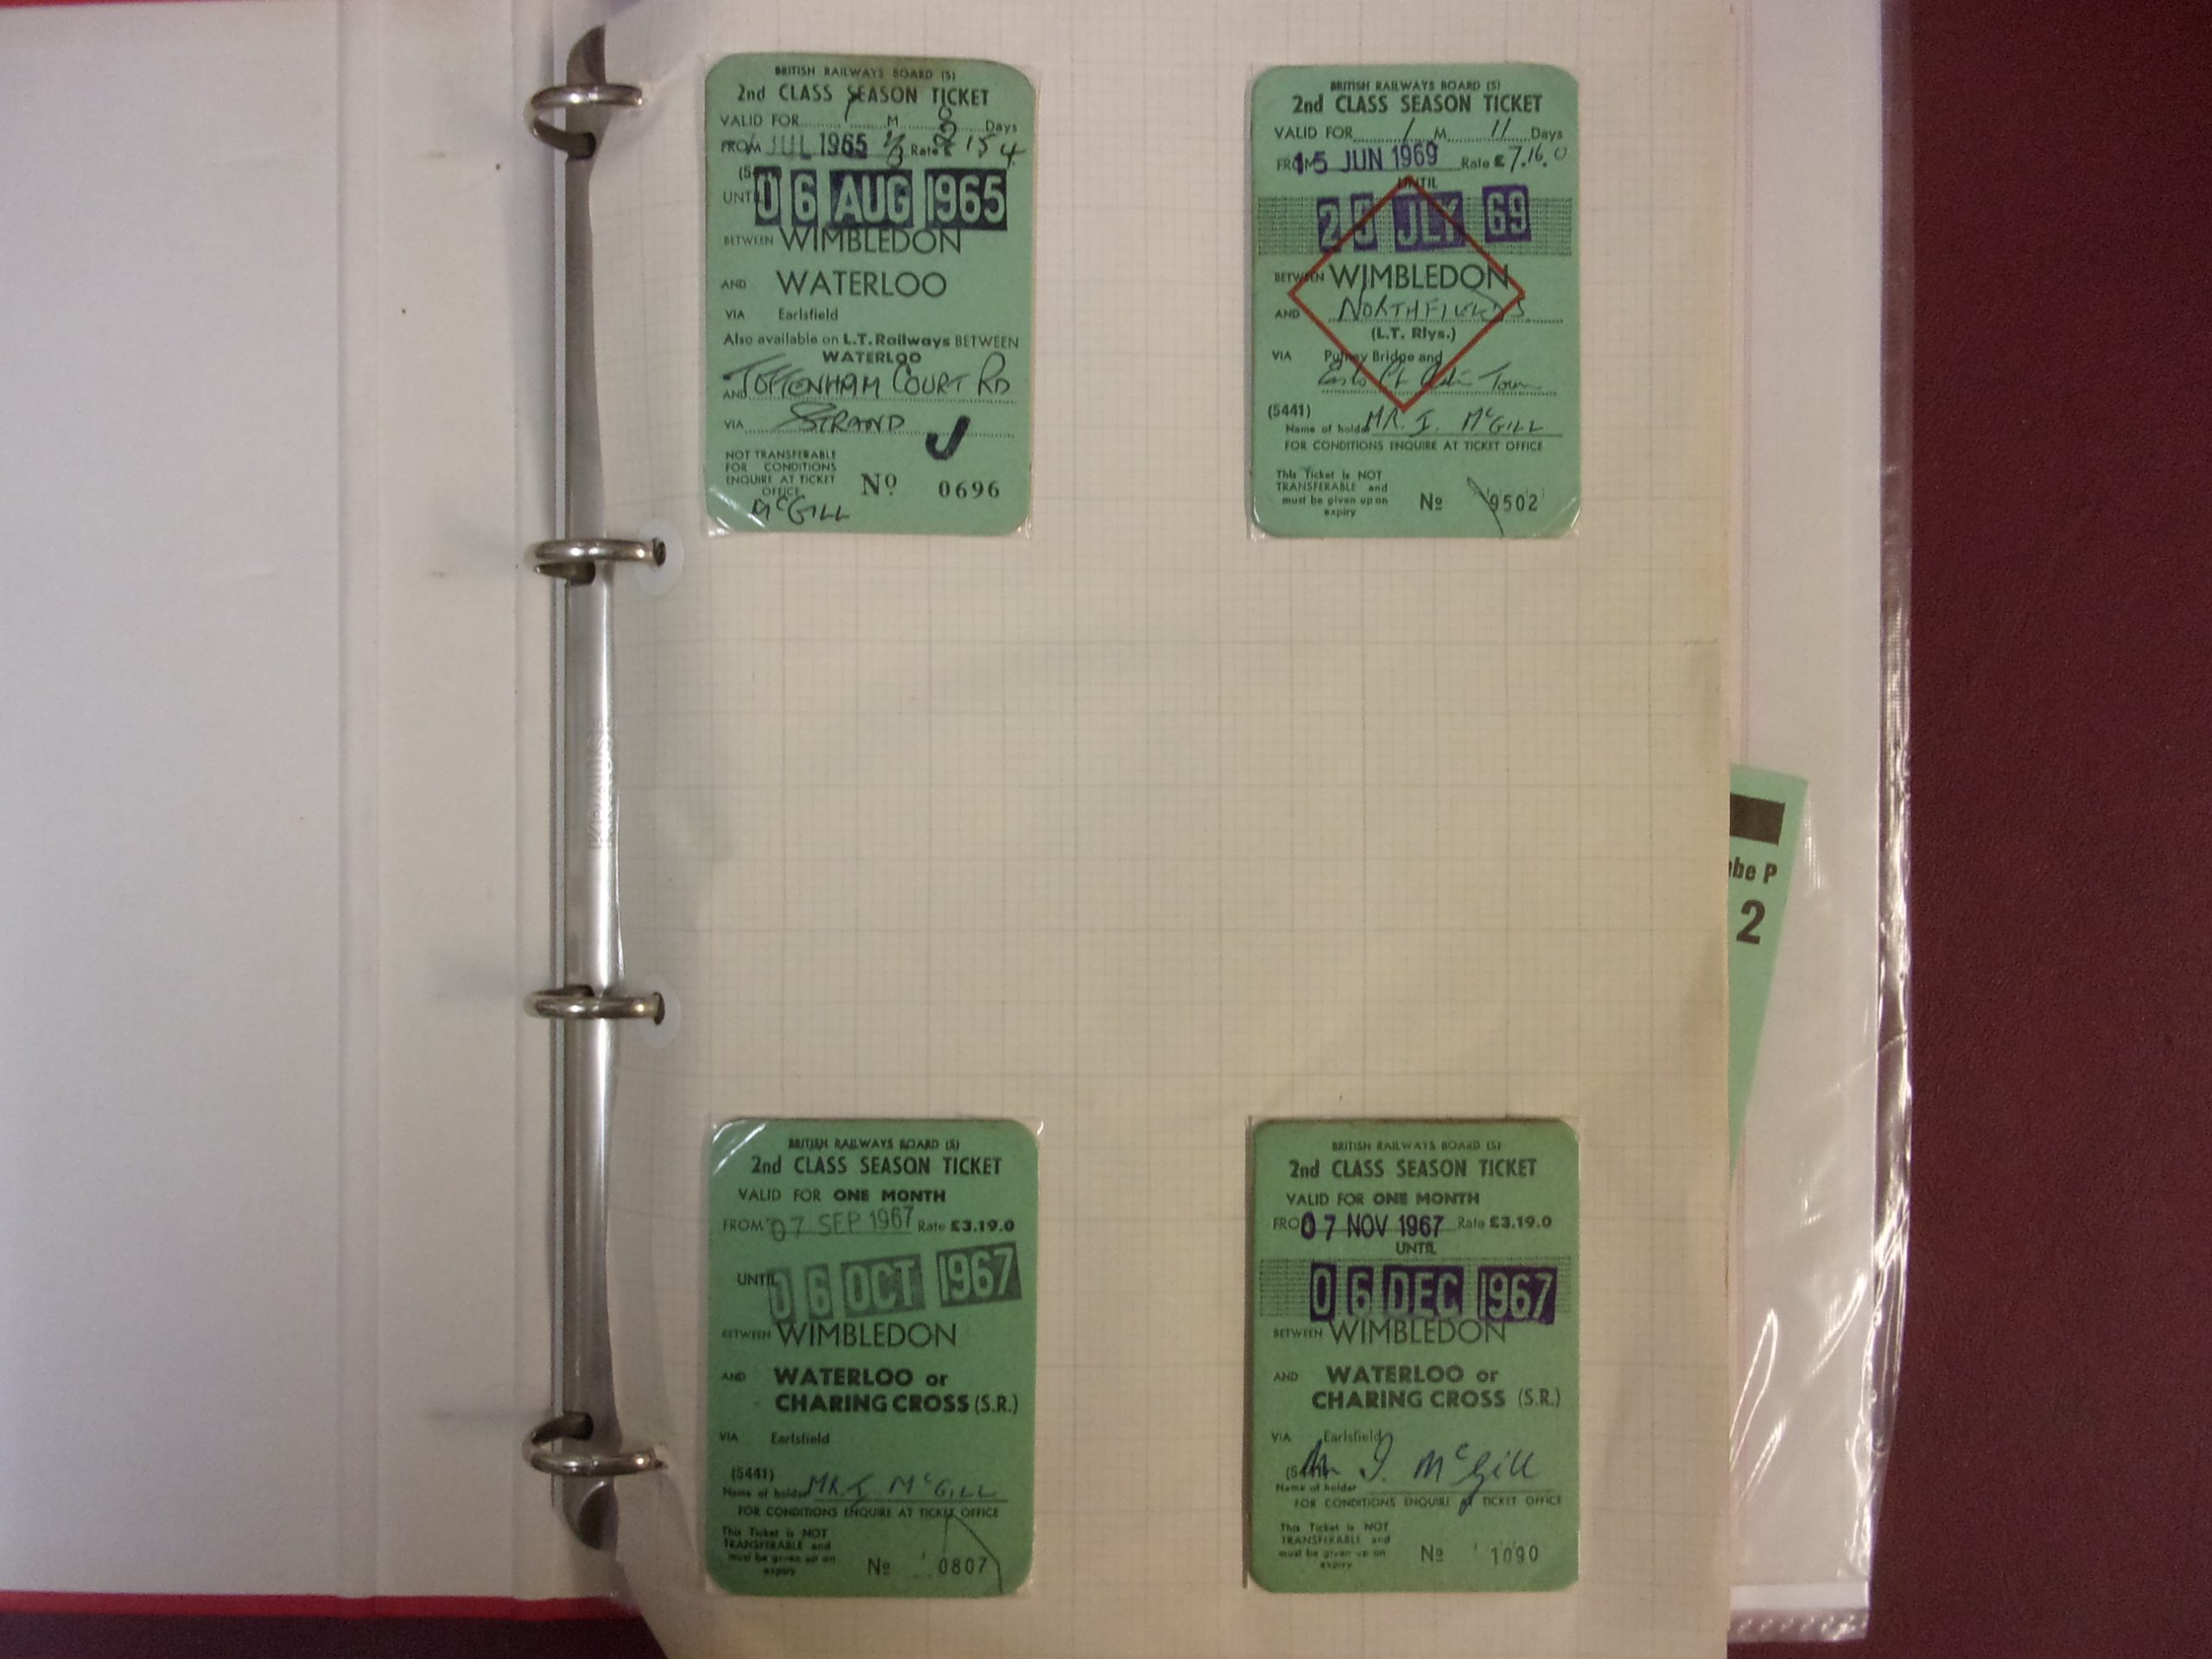 BRITISH RAILWAYS BOARD (S)
2nd CLASS SEASON TICKET
VALID FOR 1 M Days
FROM JUL 1965 Rate £
UNTIL 06 AUG 1965
BETWEEN WIMBLEDON
AND WATERLOO
VIA Earlsfield
Also available on L.T. Railways BETWEEN
WATERLOO
AND TOTTENHAM COURT RD
VIA STRAND J
NOT TRANSFERABLE
FOR CONDITIONS
ENQUIRE AT TICKET
OFFICE
Nº 0696
McGILL
BRITISH RAILWAYS BOARD (S)
2nd CLASS SEASON TICKET
VALID FOR 1 M 11 Days
FROM 15 JUN 1969 Rate £ 7.16.0
UNTIL
25 JLY 69
BETWEEN WIMBLEDON
AND NORTHFIELDS
(L.T. Rlys.)
VIA Putney Bridge and
(5441)
Name of holder MR. I. McGILL
FOR CONDITIONS ENQUIRE AT TICKET OFFICE
This Ticket is NOT
TRANSFERABLE and
must be given up on
expiry
Nº 9502
BRITISH RAILWAYS BOARD (S)
2nd CLASS SEASON TICKET
VALID FOR ONE MONTH
FROM 07 SEP 1967 Rate £3.19.0
UNTIL 06 OCT 1967
BETWEEN WIMBLEDON
AND WATERLOO or
CHARING CROSS (S.R.)
VIA Earlsfield
(5441)
Name of holder MR. I McGILL
FOR CONDITIONS ENQUIRE AT TICKET OFFICE
This Ticket is NOT
TRANSFERABLE and
must be given up on
expiry
Nº 0807
BRITISH RAILWAYS BOARD (S)
2nd CLASS SEASON TICKET
VALID FOR ONE MONTH
FROM 07 NOV 1967 Rate £3.19.0
UNTIL
06 DEC 1967
BETWEEN WIMBLEDON
AND WATERLOO or
CHARING CROSS (S.R.)
VIA Earlsfield
Mr I. McGill
Name of holder
FOR CONDITIONS ENQUIRE AT TICKET OFFICE
This Ticket is NOT
TRANSFERABLE and
must be given up on
expiry
Nº 1090
be P
2